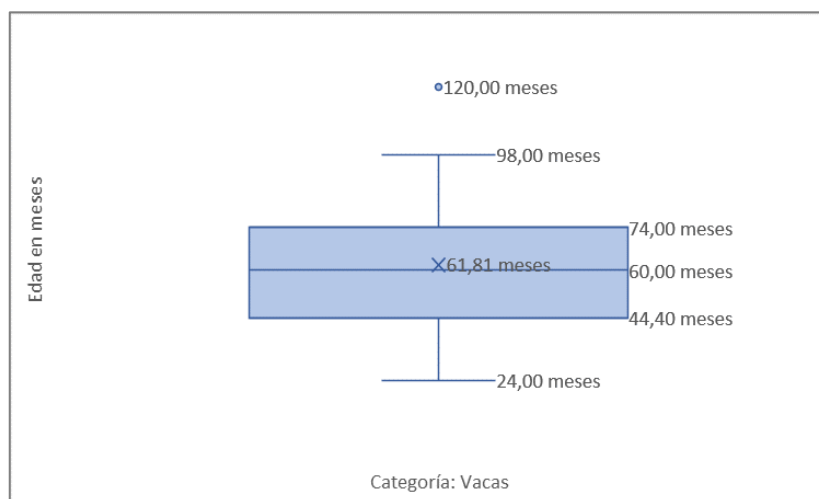 120,00 meses
98,00 meses
74,00 meses
61,81 meses
60,00 meses
44,40 meses
24,00 meses
Edad en meses
Categoría: Vacas